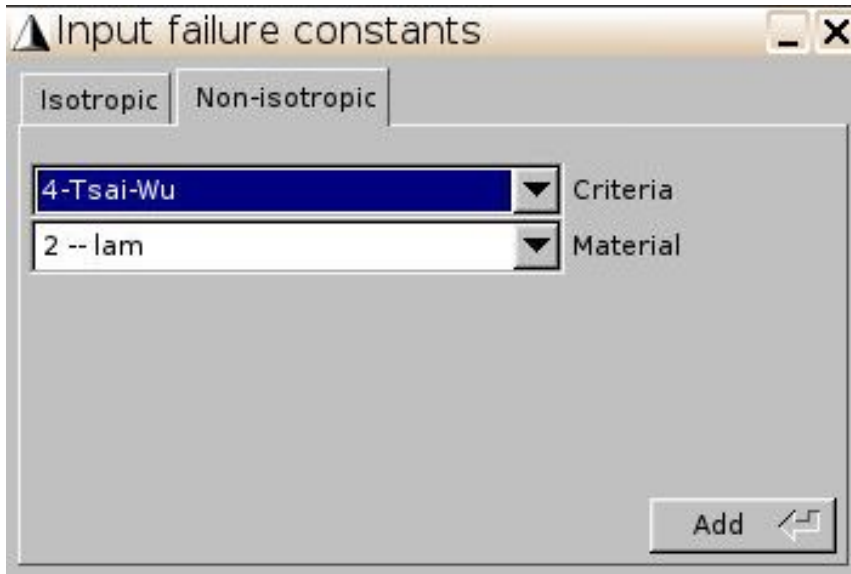 Input failure constants
Isotropic Non-isotropic
4-Tsai-Wu Criteria
2 -- lam Material
Add